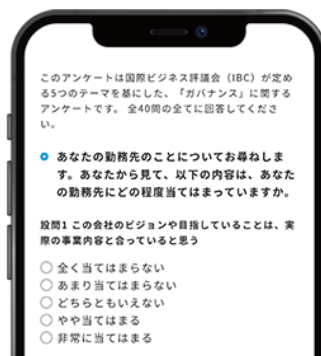 このアンケートは国際ビジネス評議会（IBC）が定め
る5つのテーマを基にした、「ガバナンス」に関する
アンケートです。 全40問の全てに回答してくださ
い。
あなたの勤務先のことについてお尋ねしま
す。あなたから見て、以下の内容は、あなた
の勤務先にどの程度当てはまっていますか。
設問1 この会社のビジョンや目指していることは、実
際の事業内容と合っていると思う
全く当てはまらない
あまり当てはまらない
どちらともいえない
やや当てはまる
非常に当てはまる